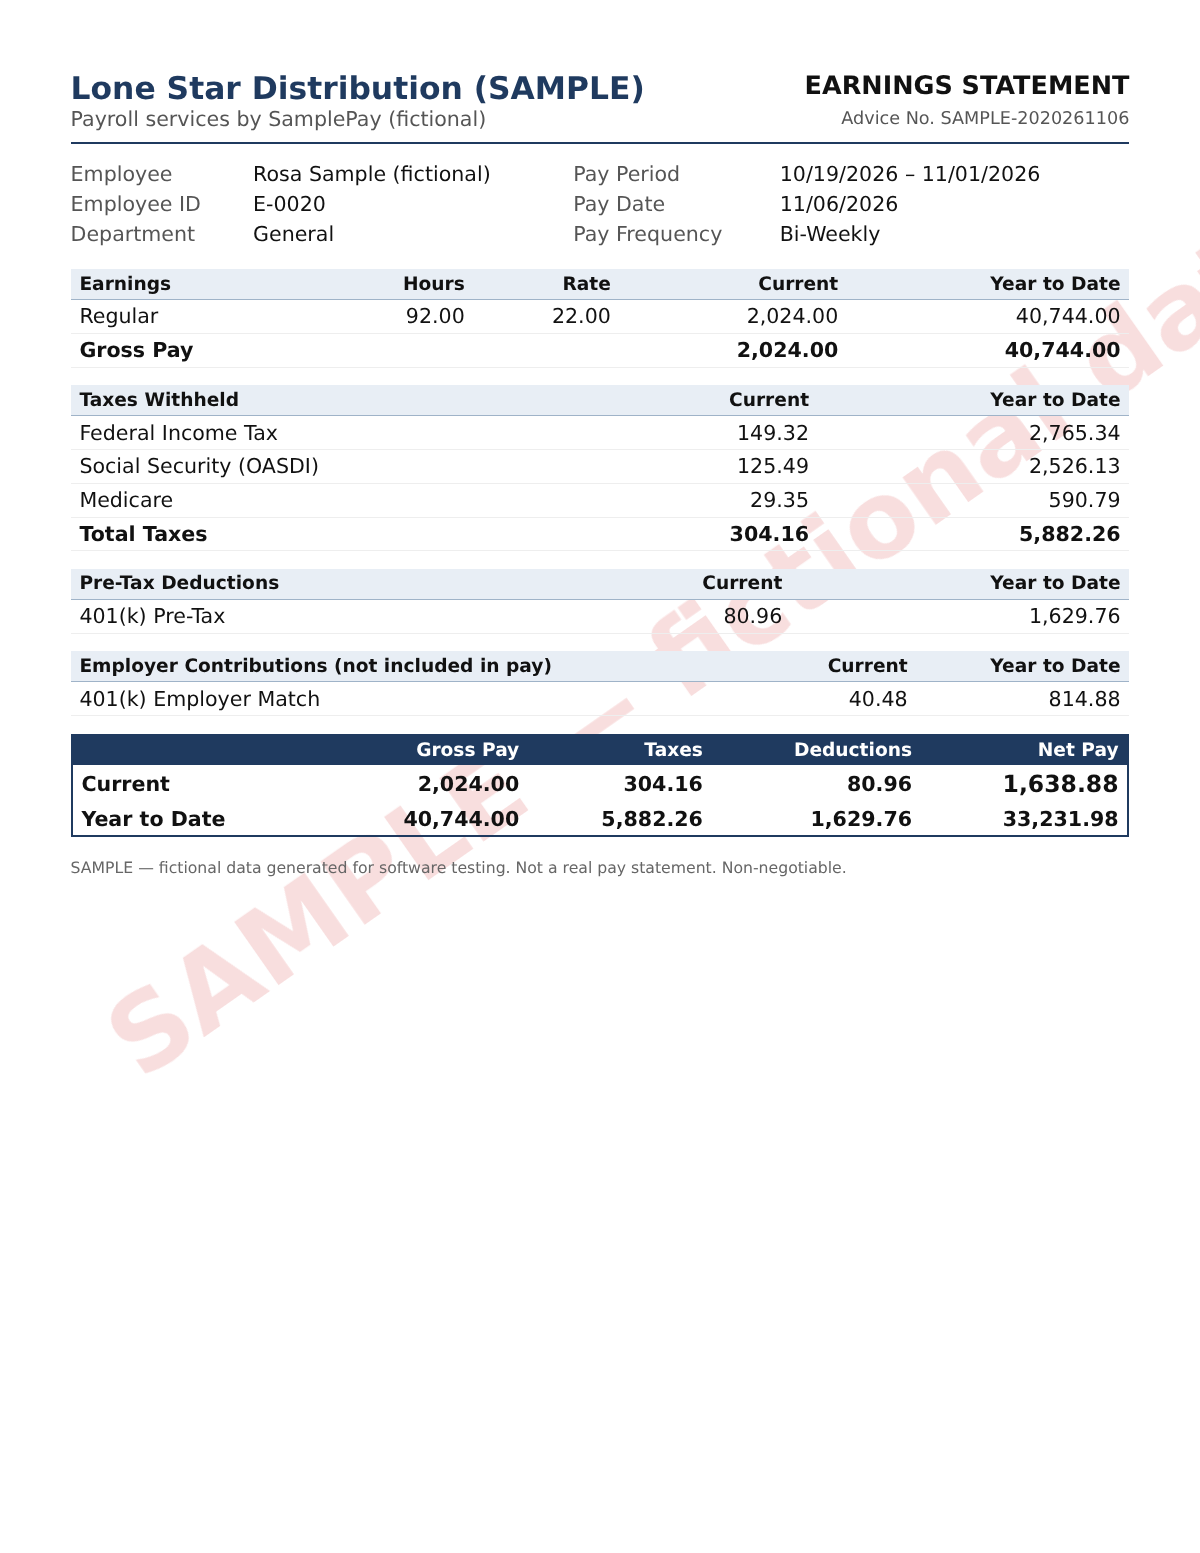 Lone Star Distribution (SAMPLE) EARNINGS STATEMENT
Payroll services by SamplePay (fictional) Advice No. SAMPLE-2020261106
Employee Rosa Sample (fictional) Pay Period 10/19/2026 – 11/01/2026
Employee ID E-0020 Pay Date 11/06/2026
Department General Pay Frequency Bi-Weekly
Earnings Hours Rate Current Year to Date
Regular 92.00 22.00 2,024.00 40,744.00
Gross Pay 2,024.00 40,744.00
Taxes Withheld Current Year to Date
Federal Income Tax 149.32 2,765.34
Social Security (OASDI) 125.49 2,526.13
Medicare 29.35 590.79
Total Taxes 304.16 5,882.26
Pre-Tax Deductions Current Year to Date
401(k) Pre-Tax 80.96 1,629.76
Employer Contributions (not included in pay) Current Year to Date
401(k) Employer Match 40.48 814.88
Gross Pay Taxes Deductions Net Pay
Current 2,024.00 304.16 80.96 1,638.88
Year to Date 40,744.00 5,882.26 1,629.76 33,231.98
SAMPLE — fictional data generated for software testing. Not a real pay statement. Non-negotiable.
SAMPLE — fictional